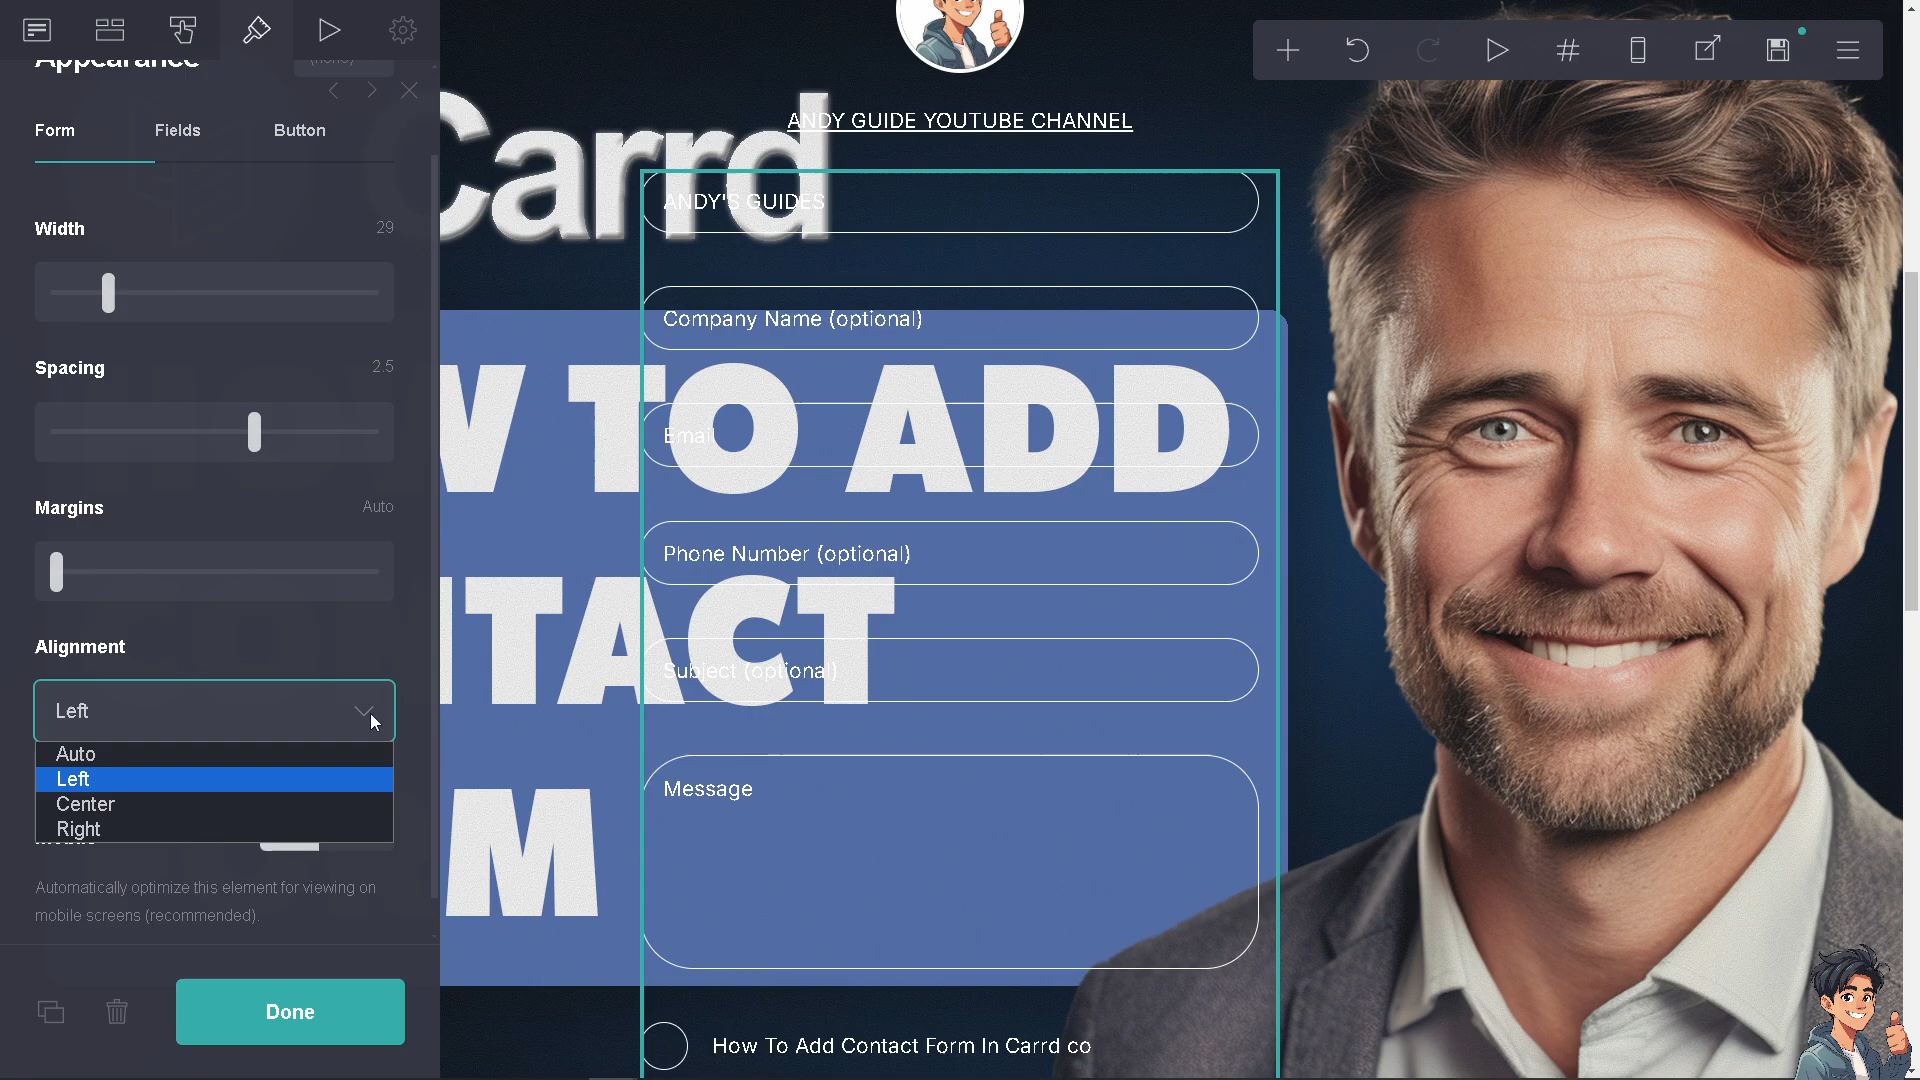 Appearance
(none)
Form Fields Button
Width 29
Spacing 2.5
Margins Auto
Alignment
Left
Auto
Left
Center
Right
Automatically optimize this element for viewing on
mobile screens (recommended).
Done
Carrd
ANDY GUIDE YOUTUBE CHANNEL
ANDY'S GUIDES
Company Name (optional)
W TO ADD
Email
Phone Number (optional)
NTACT
Subject (optional)
Message
M
How To Add Contact Form In Carrd co